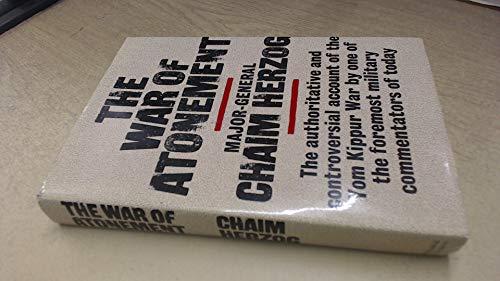 THE WAR OF
ATONEMENT
MAJOR-GENERAL
CHAIM HERZOG
The authoritative and
controversial account of the
Yom Kippur War by one of
the foremost military
commentators of today
THE WAR OF
ATONEMENT
CHAIM
HERZOG